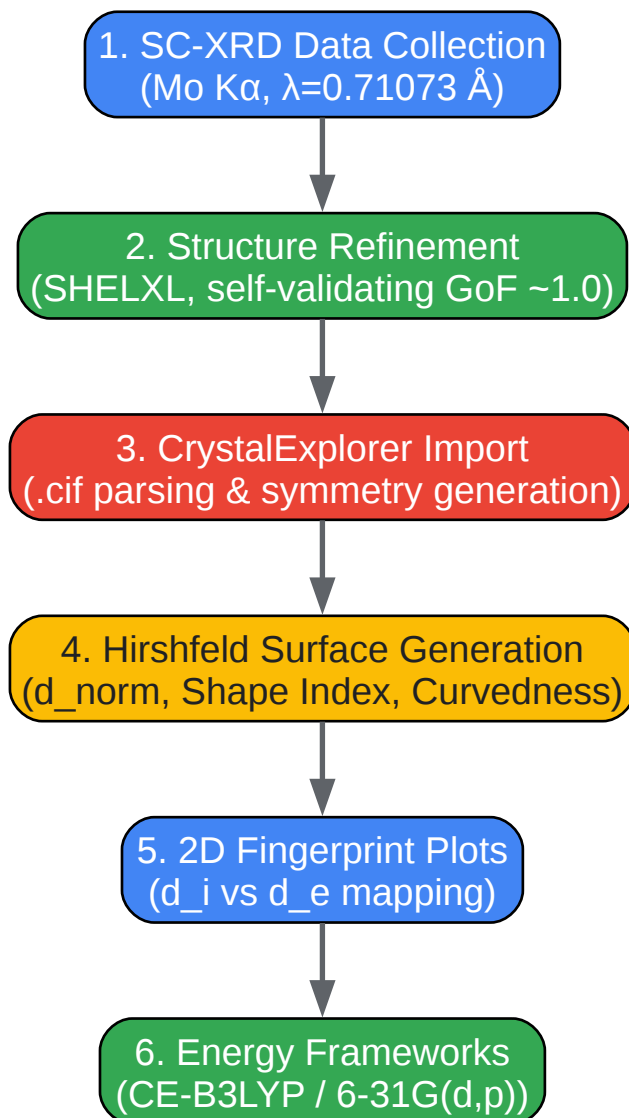 1. SC-XRD Data Collection
(Mo Kα, λ=0.71073 Å)
2. Structure Refinement
(SHELXL, self-validating GoF ~1.0)
3. CrystalExplorer Import
(.cif parsing & symmetry generation)
4. Hirshfeld Surface Generation
(d_norm, Shape Index, Curvedness)
5. 2D Fingerprint Plots
(d_i vs d_e mapping)
6. Energy Frameworks
(CE-B3LYP / 6-31G(d,p))